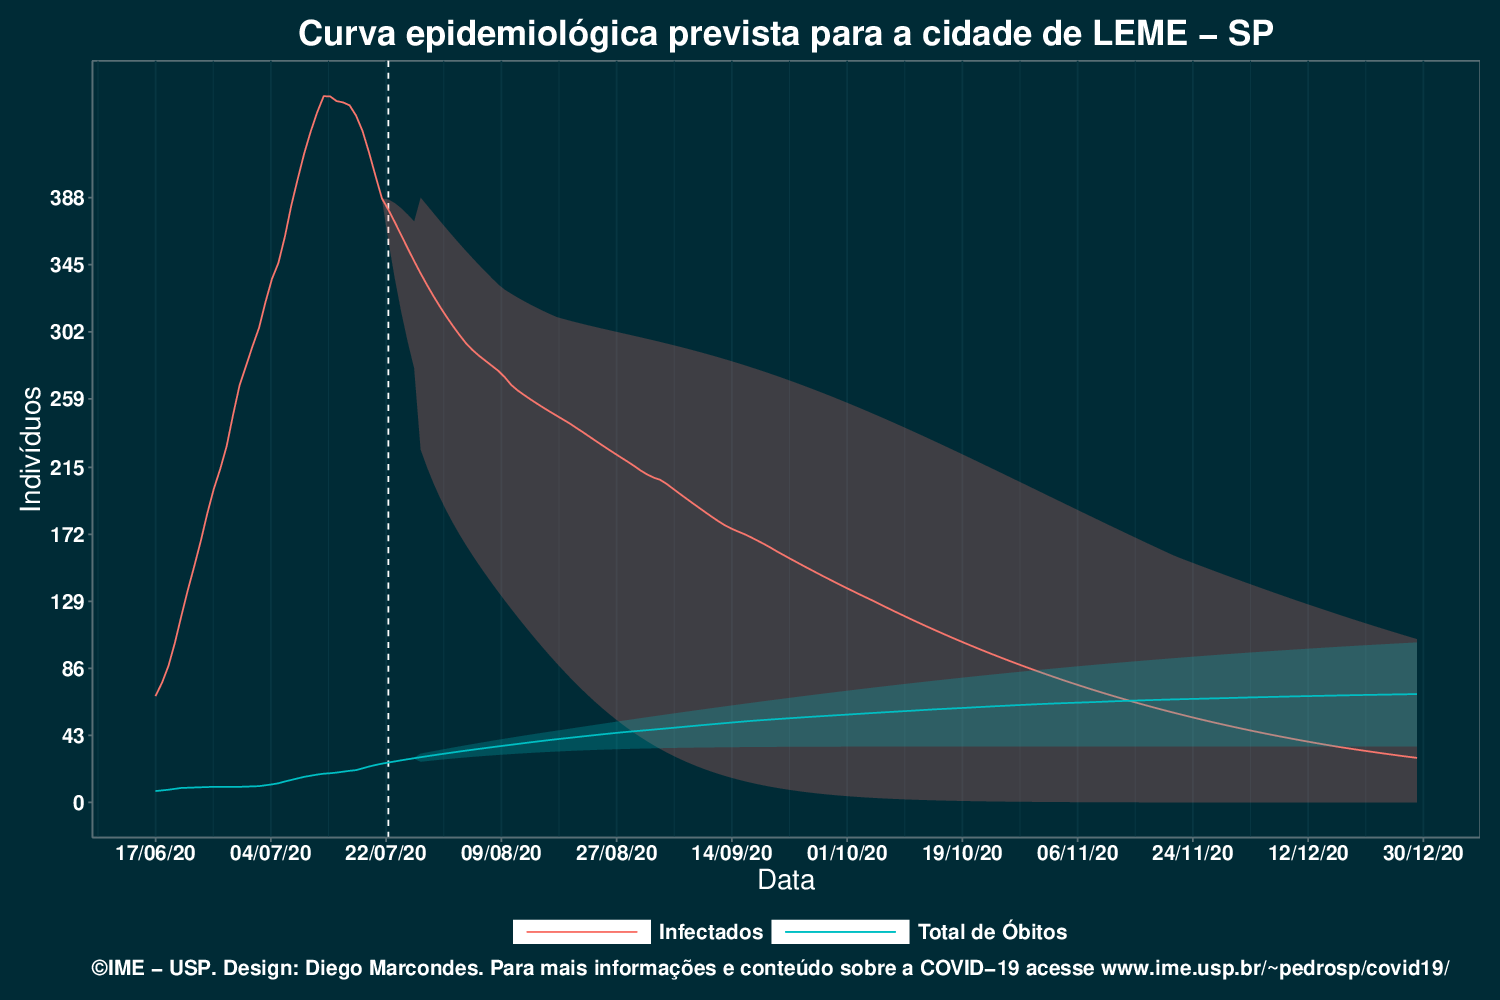 Curva epidemiológica prevista para a cidade de LEME – SP
Indivíduos
388
345
302
259
215
172
129
86
43
0
17/06/20 04/07/20 22/07/20 09/08/20 27/08/20 14/09/20 01/10/20 19/10/20 06/11/20 24/11/20 12/12/20 30/12/20
Data
Infectados Total de Óbitos
©IME – USP. Design: Diego Marcondes. Para mais informações e conteúdo sobre a COVID–19 acesse www.ime.usp.br/~pedrosp/covid19/